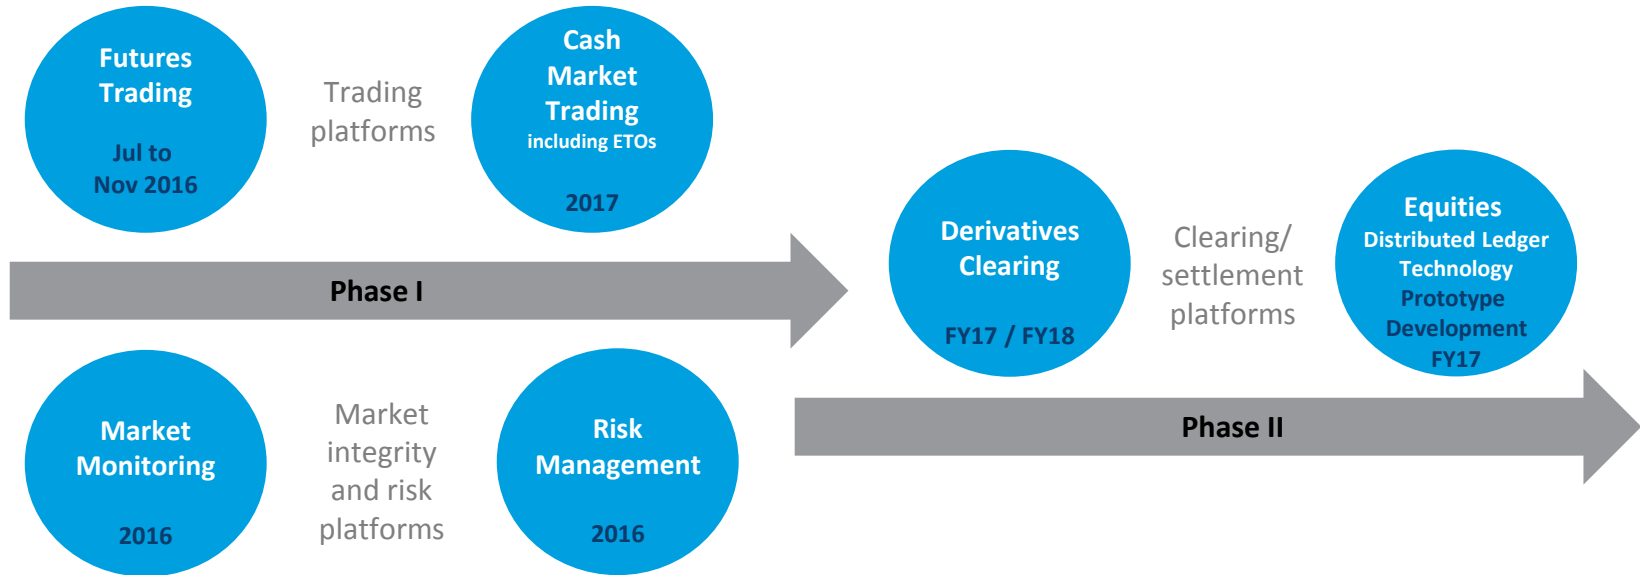 Futures
Trading
Jul to
Nov 2016
Trading
platforms
Cash
Market
Trading
including ETOs
2017
Phase I
Market
Monitoring
2016
Market
integrity
and risk
platforms
Risk
Management
2016
Derivatives
Clearing
FY17 / FY18
Clearing/
settlement
platforms
Equities
Distributed Ledger
Technology
Prototype
Development
FY17
Phase II